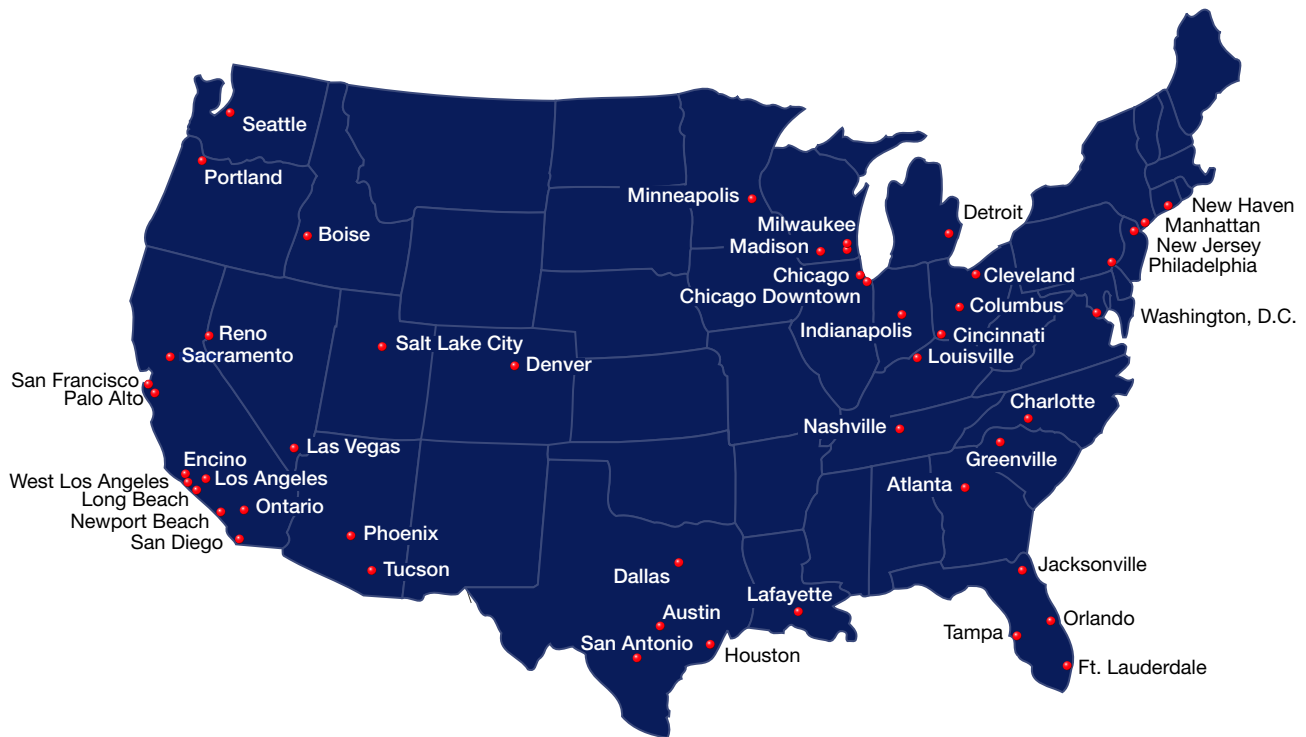 Seattle
Portland
Boise
Minneapolis
Milwaukee
Madison
Chicago
Chicago Downtown
Detroit
New Haven
Manhattan
New Jersey
Philadelphia
Cleveland
Columbus
Indianapolis
Cincinnati
Louisville
Washington, D.C.
Reno
Sacramento
Salt Lake City
Denver
San Francisco
Palo Alto
Las Vegas
Nashville
Charlotte
Greenville
Atlanta
Encino
Los Angeles
West Los Angeles
Long Beach
Ontario
Newport Beach
San Diego
Phoenix
Tucson
Dallas
Austin
San Antonio
Houston
Lafayette
Jacksonville
Orlando
Tampa
Ft. Lauderdale